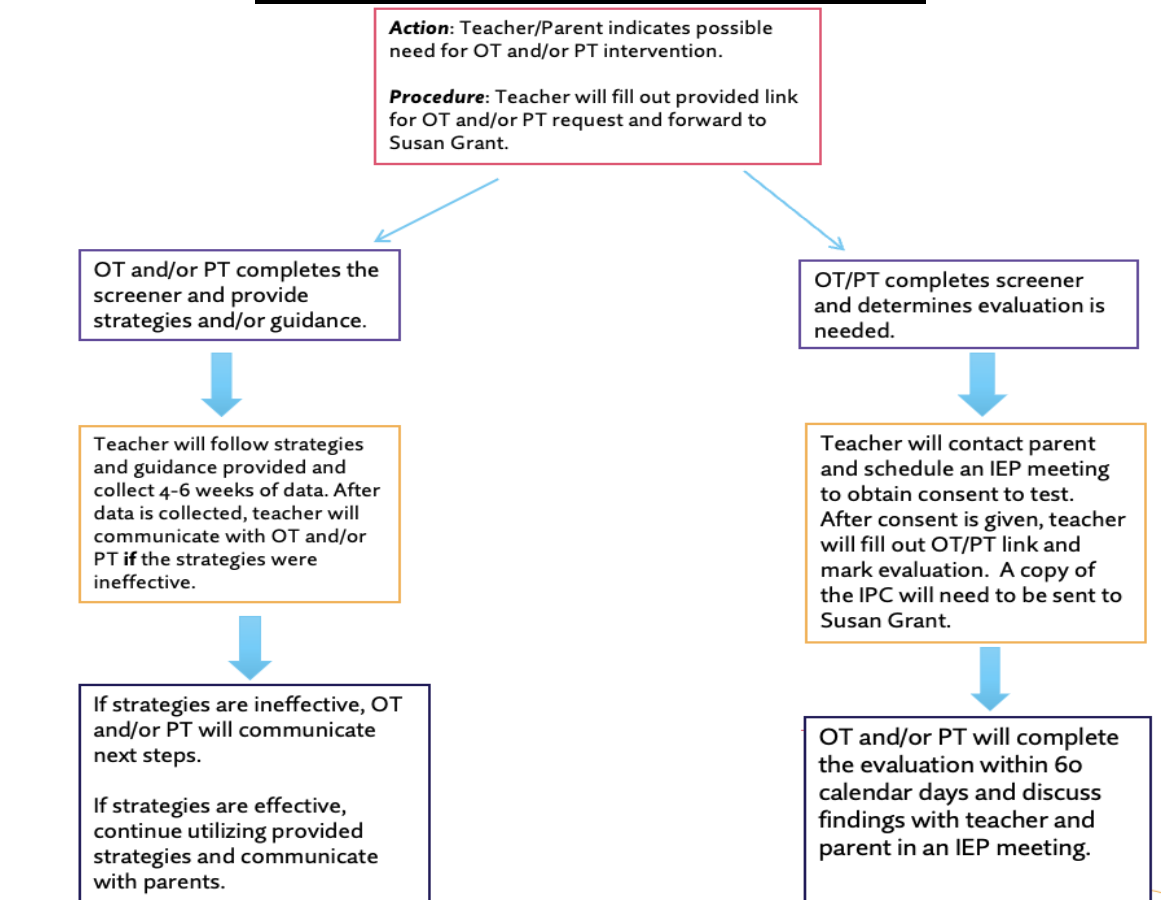 Action: Teacher/Parent indicates possible
need for OT and/or PT intervention.
Procedure: Teacher will fill out provided link
for OT and/or PT request and forward to
Susan Grant.
OT and/or PT completes the
screener and provide
strategies and/or guidance.
Teacher will follow strategies
and guidance provided and
collect 4-6 weeks of data. After
data is collected, teacher will
communicate with OT and/or
PT if the strategies were
ineffective.
If strategies are ineffective, OT
and/or PT will communicate
next steps.
If strategies are effective,
continue utilizing provided
strategies and communicate
with parents.
OT/PT completes screener
and determines evaluation is
needed.
Teacher will contact parent
and schedule an IEP meeting
to obtain consent to test.
After consent is given, teacher
will fill out OT/PT link and
mark evaluation.  A copy of
the IPC will need to be sent to
Susan Grant.
OT and/or PT will complete
the evaluation within 60
calendar days and discuss
findings with teacher and
parent in an IEP meeting.